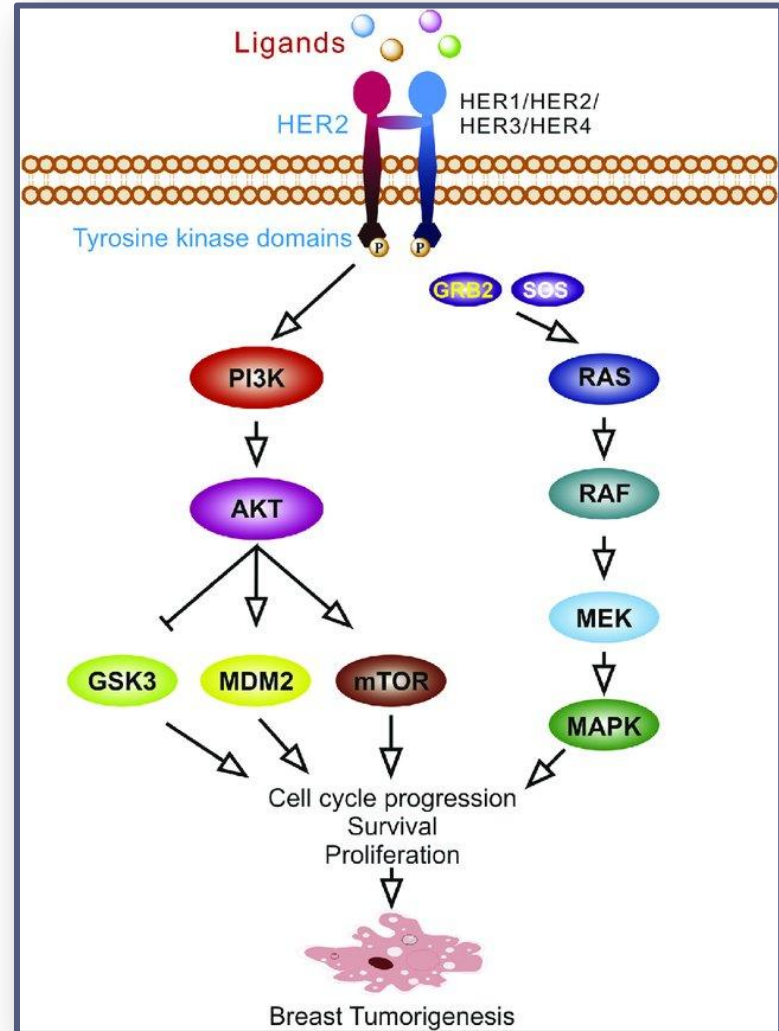 Ligands
HER2
HER1/HER2/
HER3/HER4
Tyrosine kinase domains
P
P
GRB2
SOS
PI3K
RAS
AKT
RAF
MEK
GSK3
MDM2
mTOR
MAPK
Cell cycle progression
Survival
Proliferation
Breast Tumorigenesis